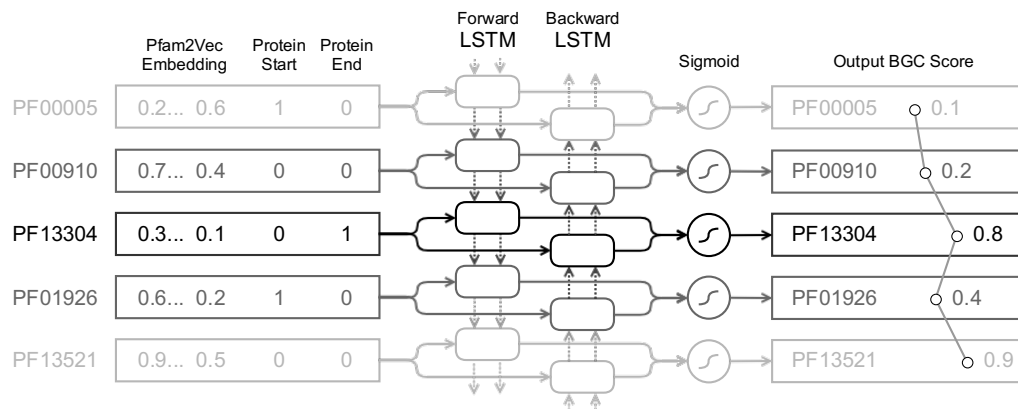 Forward Backward
Pfam2Vec Protein Protein LSTM LSTM
Embedding Start End Sigmoid Output BGC Score
PF00005 0.2... 0.6 1 0 PF00005 0.1
PF00910 0.7... 0.4 0 0 PF00910 0.2
PF13304 0.3... 0.1 0 1 PF13304 0.8
PF01926 0.6... 0.2 1 0 PF01926 0.4
PF13521 0.9... 0.5 0 0 PF13521 0.9